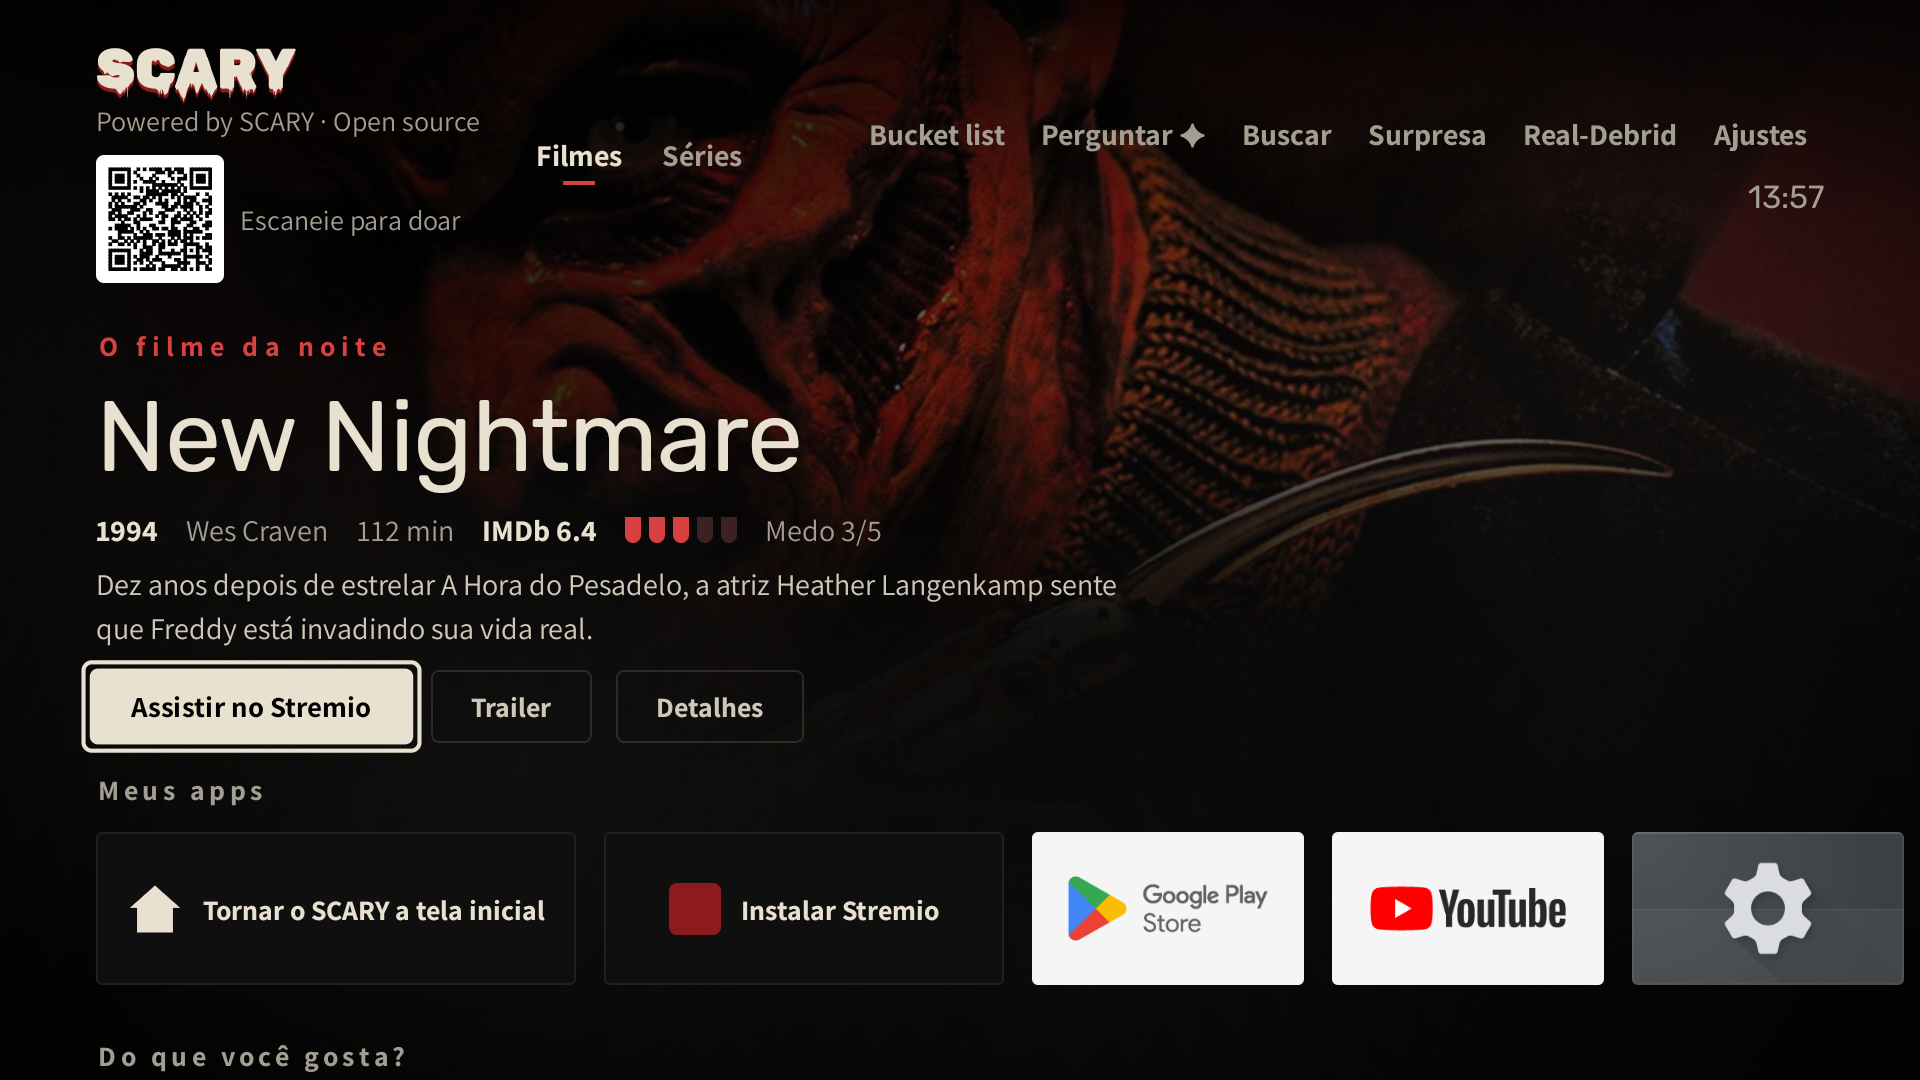 SCARY
Powered by SCARY · Open source
Escaneie para doar
Filmes Séries
Bucket list Perguntar Buscar Surpresa Real-Debrid Ajustes
13:57
O filme da noite
New Nightmare
1994 Wes Craven 112 min IMDb 6.4 Medo 3/5
Dez anos depois de estrelar A Hora do Pesadelo, a atriz Heather Langenkamp sente
que Freddy está invadindo sua vida real.
Assistir no Stremio Trailer Detalhes
Meus apps
Tornar o SCARY a tela inicial
Instalar Stremio
Google Play
Store
YouTube
Do que você gosta?